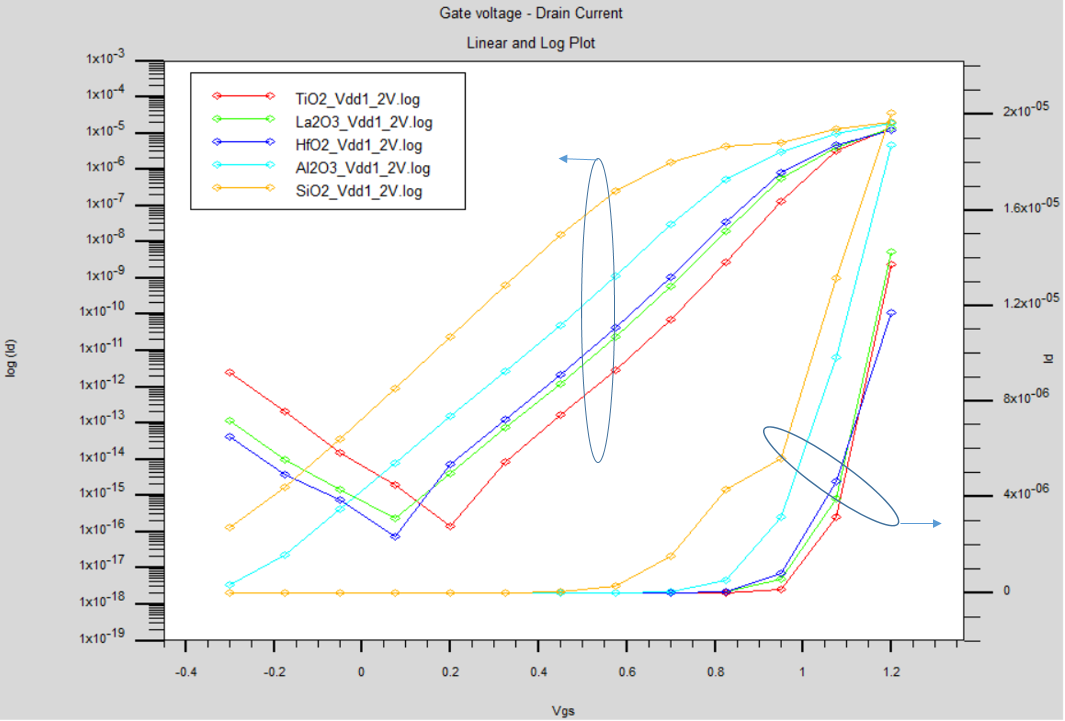 Gate voltage - Drain Current
Linear and Log Plot
TiO2_Vdd1_2V.log
La2O3_Vdd1_2V.log
HfO2_Vdd1_2V.log
Al2O3_Vdd1_2V.log
SiO2_Vdd1_2V.log
log (Id)
1x10-3
1x10-4
1x10-5
1x10-6
1x10-7
1x10-8
1x10-9
1x10-10
1x10-11
1x10-12
1x10-13
1x10-14
1x10-15
1x10-16
1x10-17
1x10-18
1x10-19
2x10-05
1.6x10-05
1.2x10-05
8x10-06
4x10-06
0
Id
-0.4
-0.2
0
0.2
0.4
0.6
0.8
1
1.2
Vgs